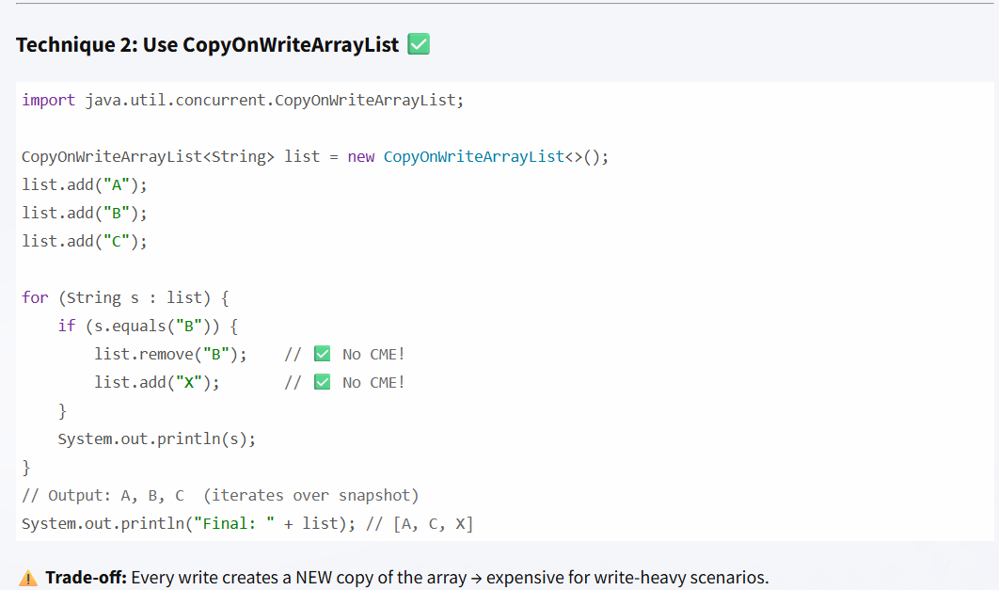 Technique 2: Use CopyOnWriteArrayList ✅
import java.util.concurrent.CopyOnWriteArrayList;
CopyOnWriteArrayList<String> list = new CopyOnWriteArrayList<>();
list.add("A");
list.add("B");
list.add("C");
for (String s : list) {
    if (s.equals("B")) {
        list.remove("B");    // ✅ No CME!
        list.add("X");       // ✅ No CME!
    }
    System.out.println(s);
}
// Output: A, B, C  (iterates over snapshot)
System.out.println("Final: " + list); // [A, C, X]
⚠️ Trade-off: Every write creates a NEW copy of the array → expensive for write-heavy scenarios.